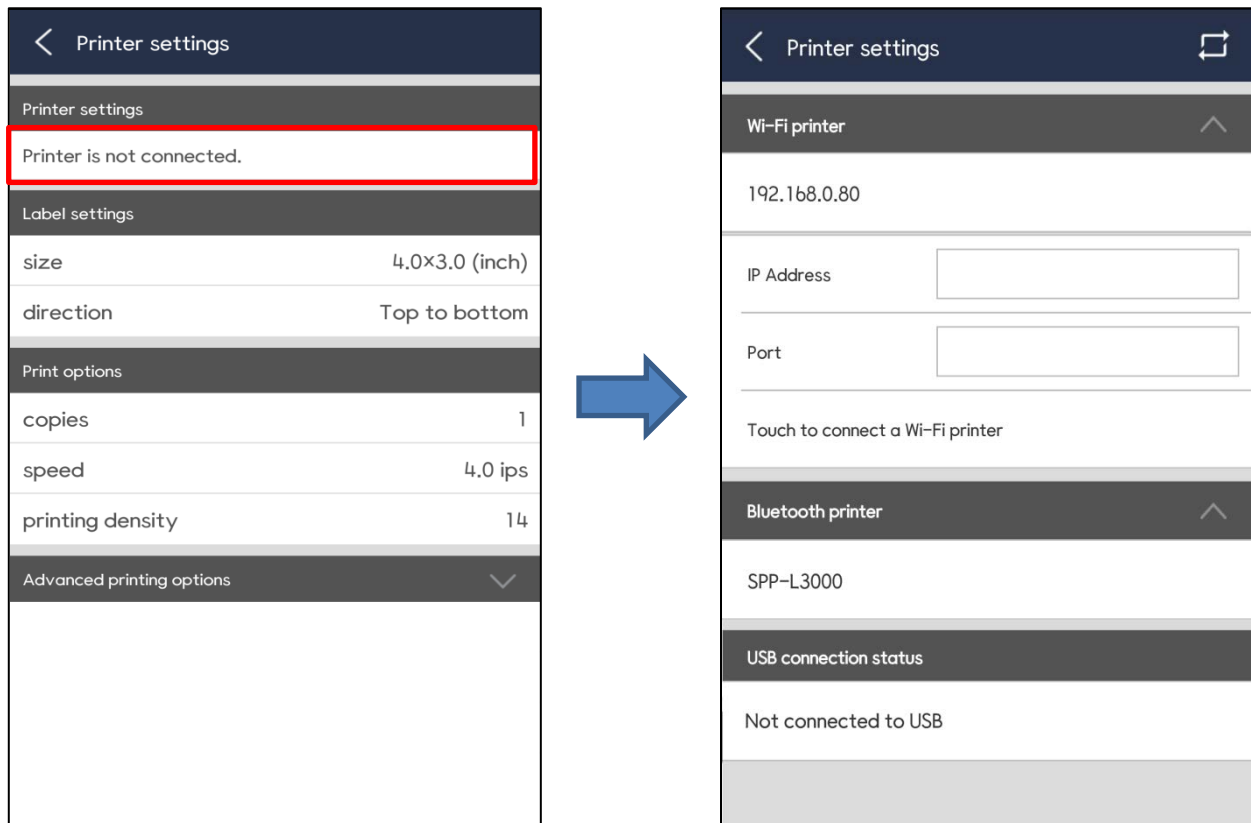 Printer settings
Printer settings
Printer is not connected.
Label settings
size 4.0×3.0 (inch)
direction Top to bottom
Print options
copies 1
speed 4.0 ips
printing density 14
Advanced printing options
Printer settings
Wi-Fi printer
192.168.0.80
IP Address
Port
Touch to connect a Wi-Fi printer
Bluetooth printer
SPP-L3000
USB connection status
Not connected to USB